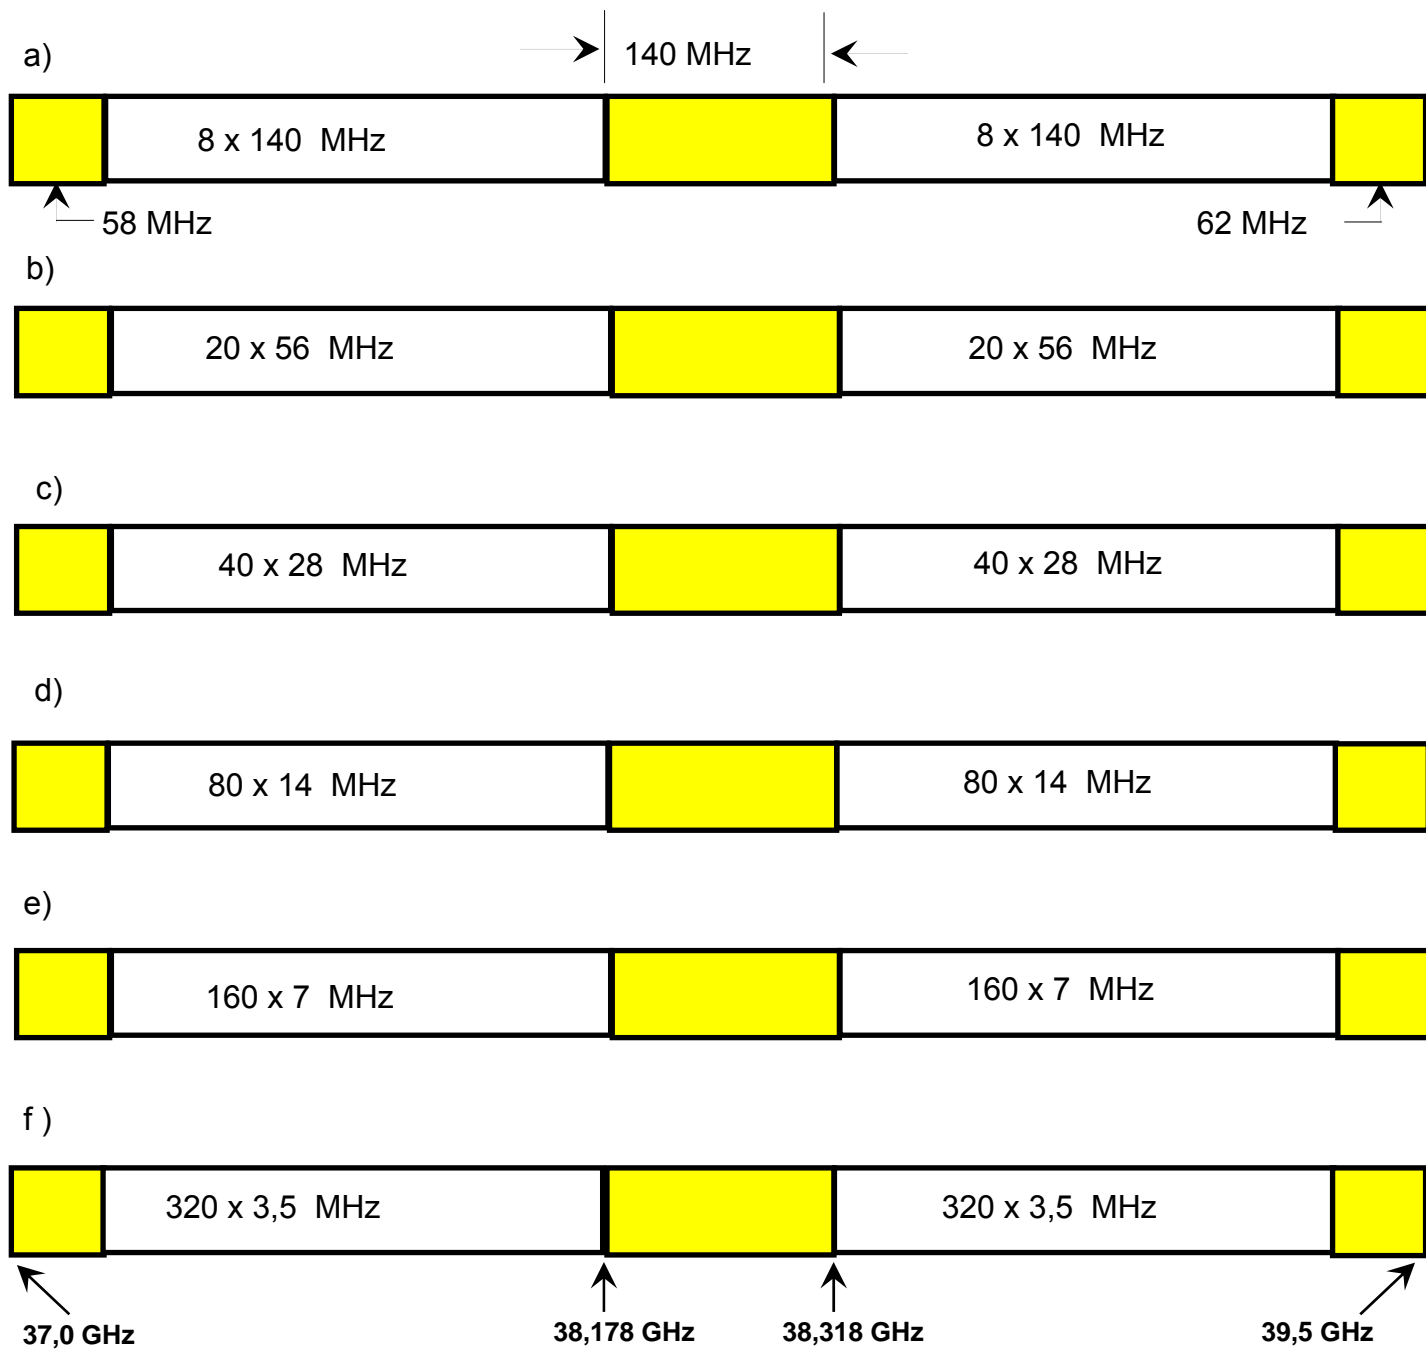 a)
140 MHz
8 x 140 MHz
8 x 140 MHz
58 MHz
62 MHz
b)
20 x 56 MHz
20 x 56 MHz
c)
40 x 28 MHz
40 x 28 MHz
d)
80 x 14 MHz
80 x 14 MHz
e)
160 x 7 MHz
160 x 7 MHz
f )
320 x 3,5 MHz
320 x 3,5 MHz
37,0 GHz
38,178 GHz
38,318 GHz
39,5 GHz